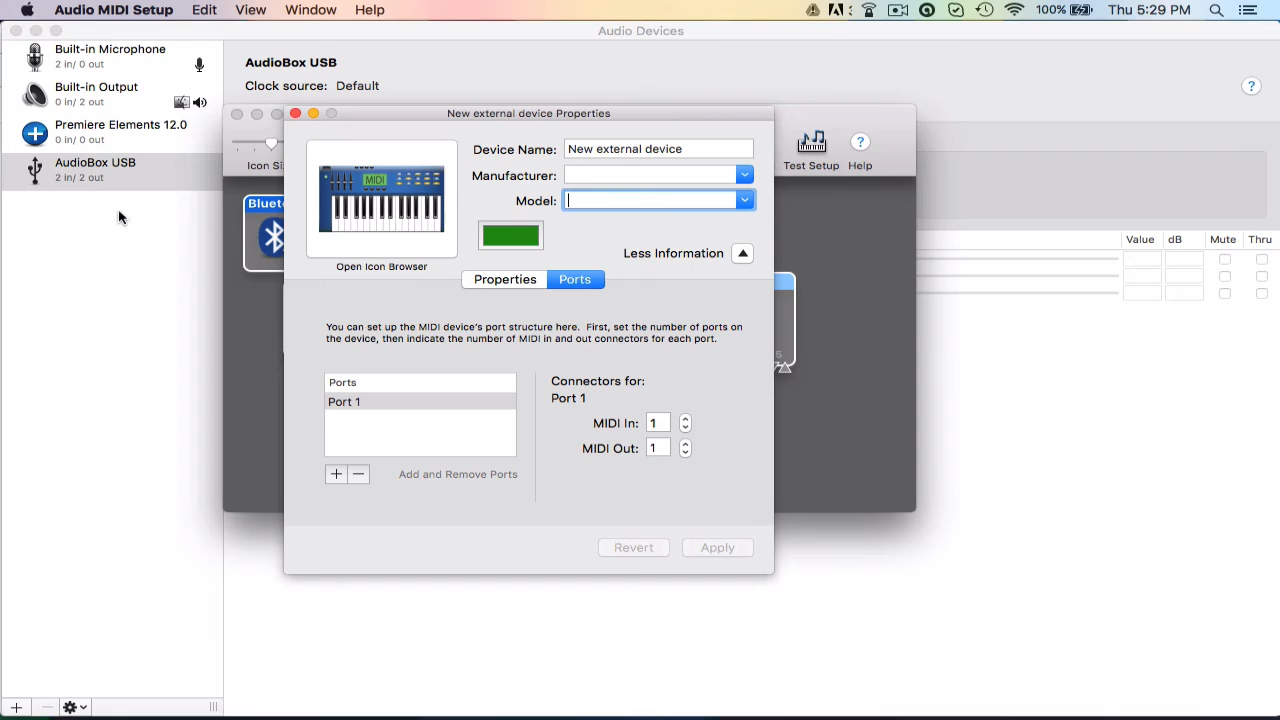 Audio MIDI Setup Edit View Window Help 100% Thu 5:29 PM
Audio Devices
Built-in Microphone
2 in/ 0 out
Built-in Output
0 in/ 2 out
Premiere Elements 12.0
0 in/ 0 out
AudioBox USB
2 in/ 2 out
AudioBox USB
Clock source: Default
?
Value dB Mute Thru
Icon Si
Test Setup
?
Help
Bluet
New external device Properties
MIDI
Open Icon Browser
Device Name: New external device
Manufacturer:
Model:
Less Information
Properties Ports
You can set up the MIDI device's port structure here. First, set the number of ports on
the device, then indicate the number of MIDI in and out connectors for each port.
Ports
Port 1
Add and Remove Ports
Connectors for:
Port 1
MIDI In: 1
MIDI Out: 1
Revert Apply